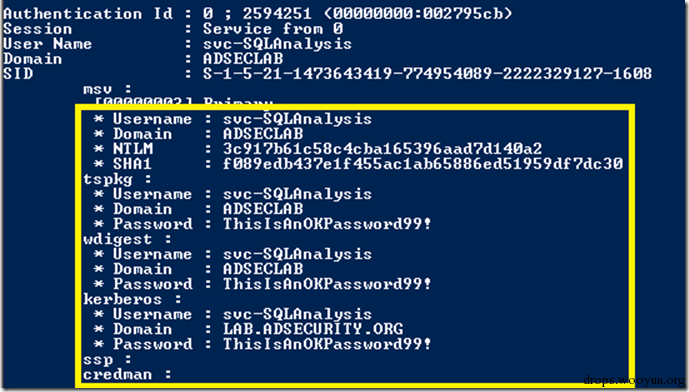 Authentication Id : 0 ; 2594251 (00000000:002795cb)
Session : Service from 0
User Name : svc-SQLAnalysis
Domain : ADSECLAB
SID : S-1-5-21-1473643419-774954089-2222329127-1608
msv :
[00000003] Primary
* Username : svc-SQLAnalysis
* Domain : ADSECLAB
* NTLM : 3c917b61c58c4cba165396aad7d140a2
* SHA1 : f089edb437e1f455ac1ab65886ed51959df7dc30
tspkg :
* Username : svc-SQLAnalysis
* Domain : ADSECLAB
* Password : ThisIsAnOKPassword99!
wdigest :
* Username : svc-SQLAnalysis
* Domain : ADSECLAB
* Password : ThisIsAnOKPassword99!
kerberos :
* Username : svc-SQLAnalysis
* Domain : LAB.ADSECURITY.ORG
* Password : ThisIsAnOKPassword99!
ssp :
credman :
drops.wooyun.org